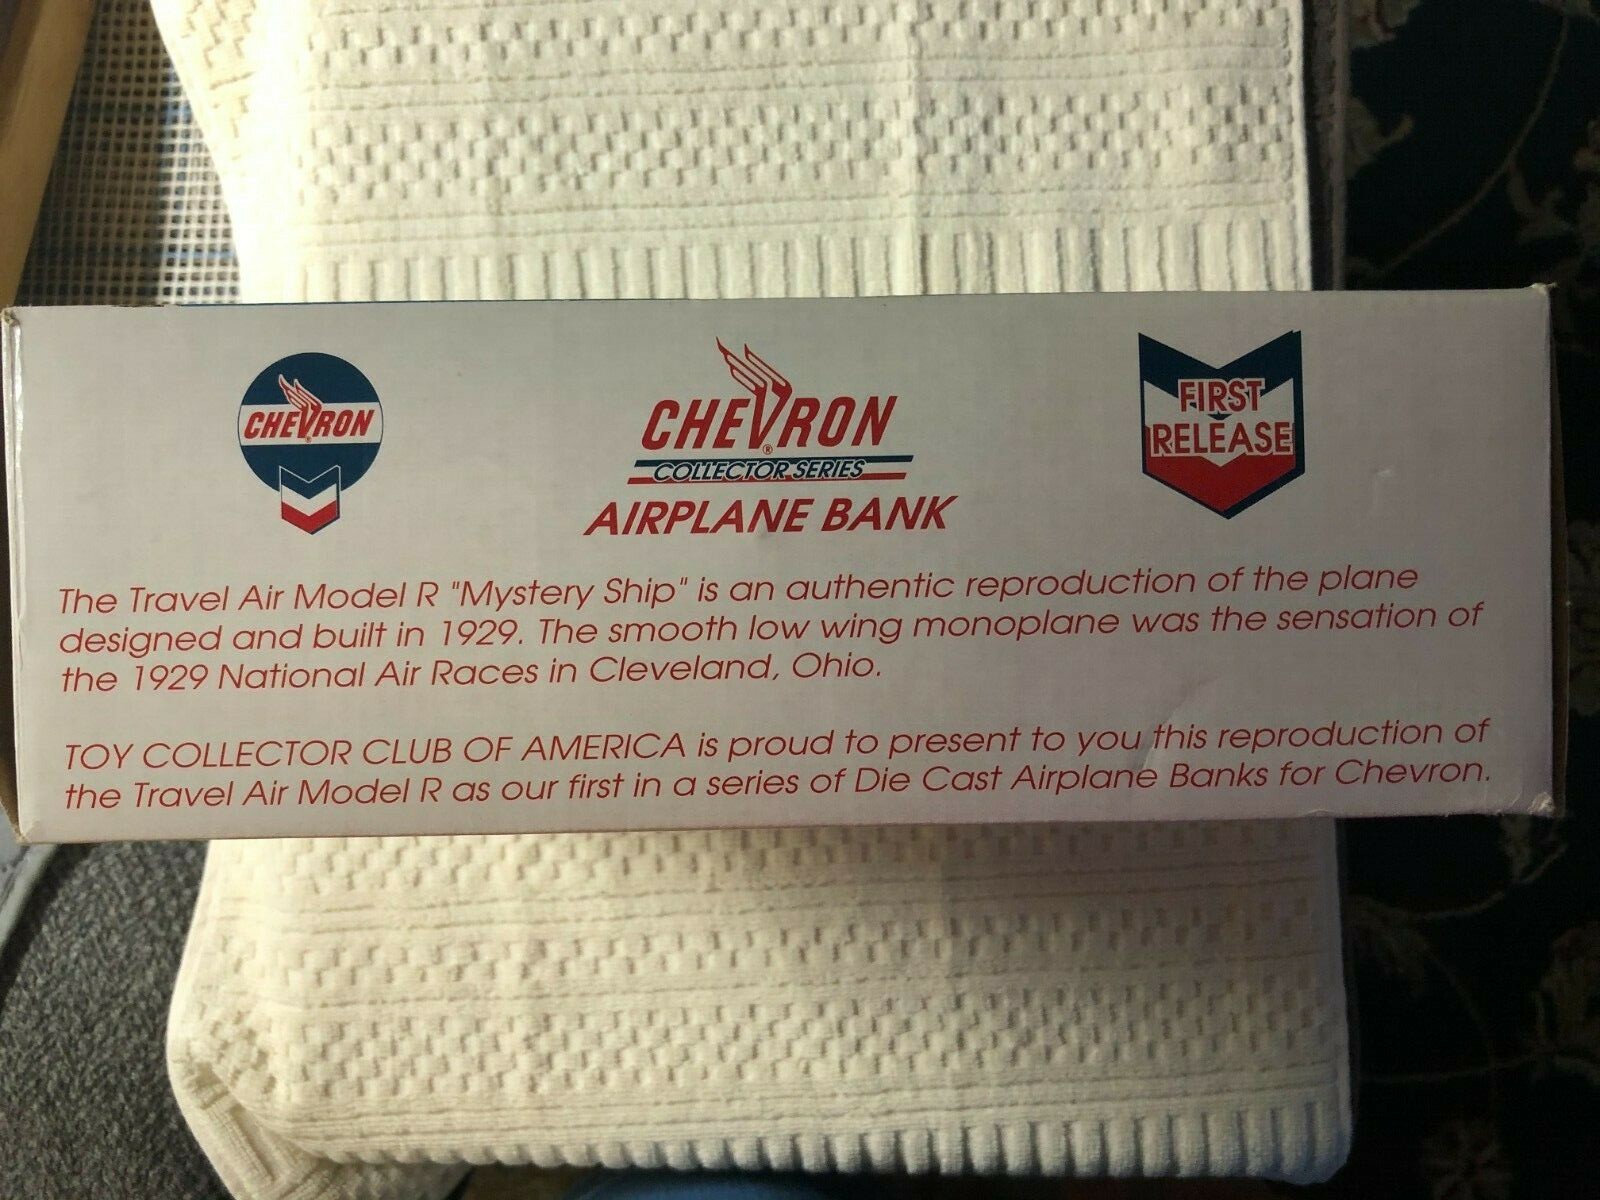 CHEVRON
CHEVRON®
COLLECTOR SERIES
AIRPLANE BANK
FIRST
RELEASE
The Travel Air Model R "Mystery Ship" is an authentic reproduction of the plane
designed and built in 1929. The smooth low wing monoplane was the sensation of
the 1929 National Air Races in Cleveland, Ohio.
TOY COLLECTOR CLUB OF AMERICA is proud to present to you this reproduction of
the Travel Air Model R as our first in a series of Die Cast Airplane Banks for Chevron.